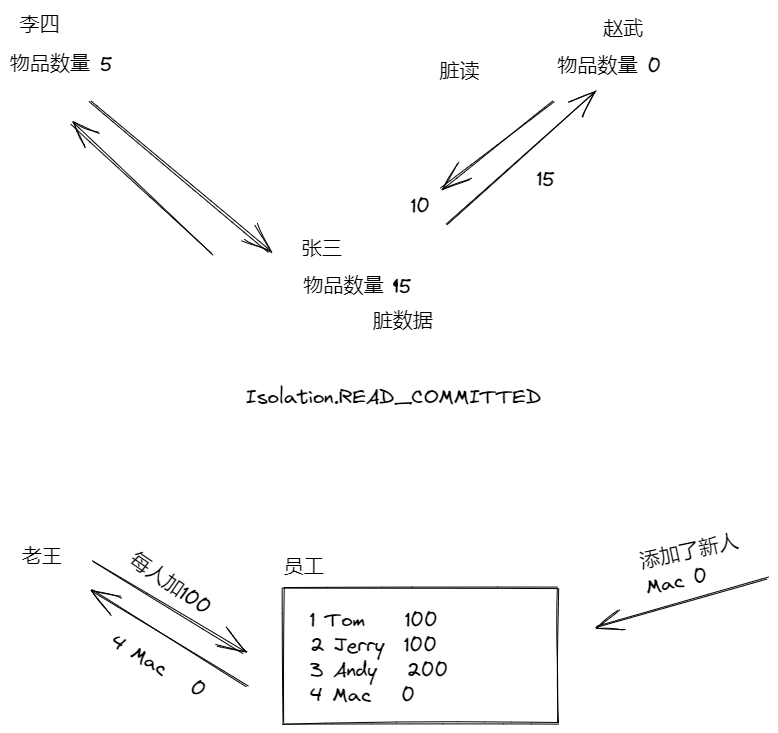 李四
物品数量 5
赵武
物品数量 0
脏读
10
15
张三
物品数量 15
脏数据
Isolation.READ_COMMITTED
老王
每人加100
4 Mac 0
员工
1 Tom 100
2 Jerry 100
3 Andy 200
4 Mac 0
添加了新人
Mac 0